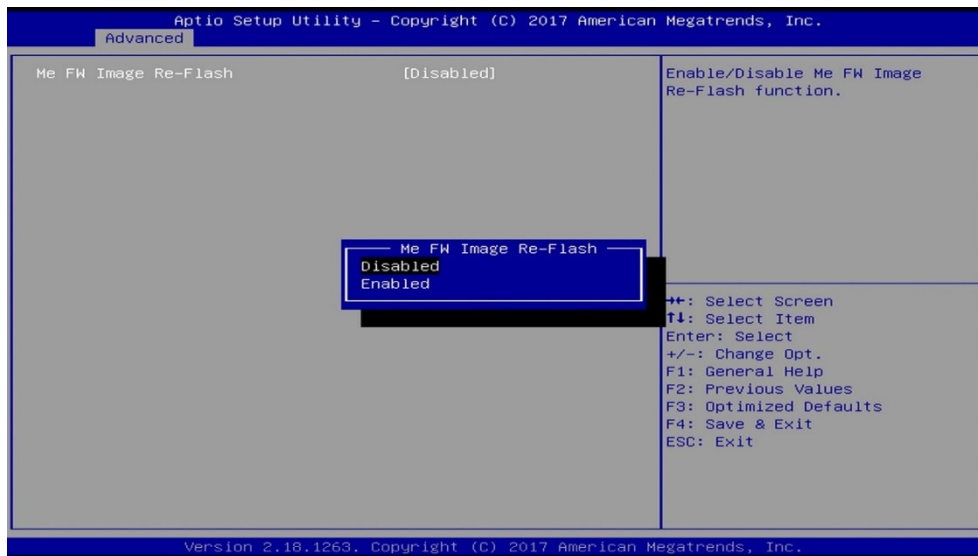 Aptio Setup Utility – Copyright (C) 2017 American Megatrends, Inc.
Advanced
Me FW Image Re-Flash [Disabled]
Enable/Disable Me FW Image
Re-Flash function.
Me FW Image Re-Flash
Disabled
Enabled
→←: Select Screen
↑↓: Select Item
Enter: Select
+/-: Change Opt.
F1: General Help
F2: Previous Values
F3: Optimized Defaults
F4: Save & Exit
ESC: Exit
Version 2.18.1263. Copyright (C) 2017 American Megatrends, Inc.